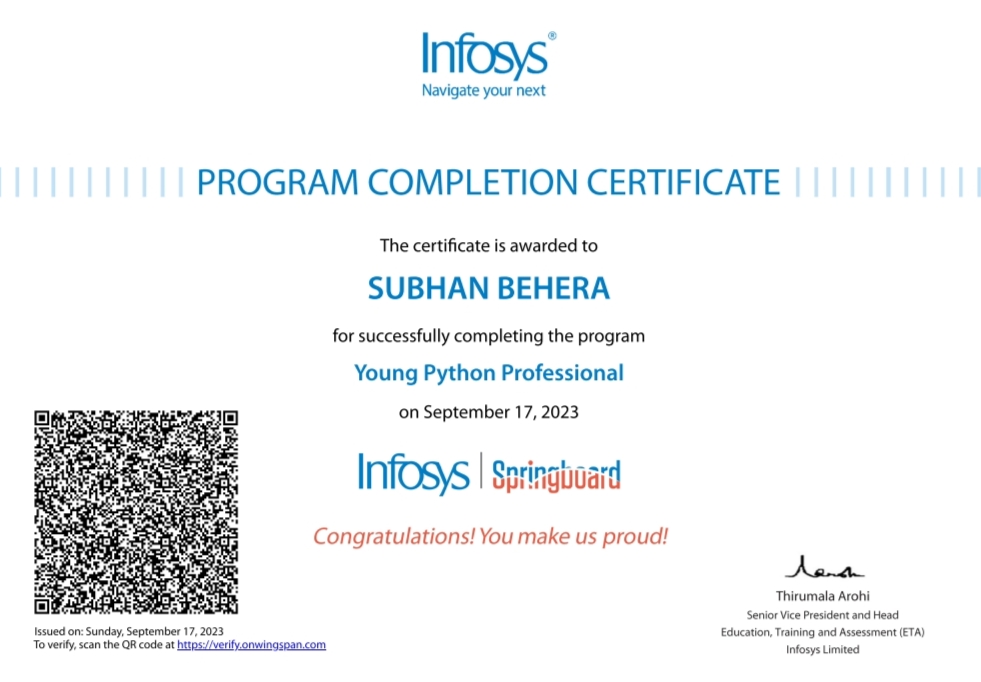 Infosys®
Navigate your next
PROGRAM COMPLETION CERTIFICATE
The certificate is awarded to
SUBHAN BEHERA
for successfully completing the program
Young Python Professional
on September 17, 2023
Infosys | Springboard
Congratulations! You make us proud!
Issued on: Sunday, September 17, 2023
To verify, scan the QR code at https://verify.onwingspan.com
Thirumala Arohi
Senior Vice President and Head
Education, Training and Assessment (ETA)
Infosys Limited